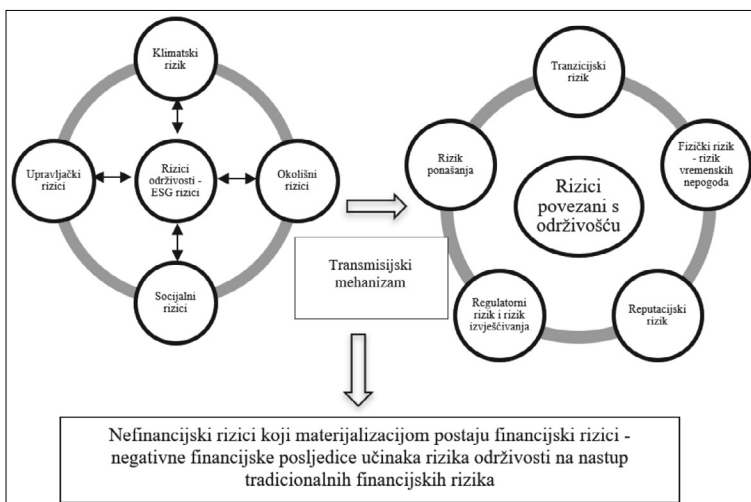 Klimatski
rizik
Upravljački
rizici
Rizici
održivosti -
ESG rizici
Okolišni
rizici
Socijalni
rizici
Transmisijski
mehanizam
Tranzicijski
rizik
Rizik
ponašanja
Fizički rizik
- rizik
vremenskih
nepogoda
Rizici
povezani s
održivošću
Regulatorni
rizik i rizik
izvješćivanja
Reputacijski
rizik
Nefinancijski rizici koji materijalizacijom postaju financijski rizici -
negativne financijske posljedice učinaka rizika održivosti na nastup
tradicionalnih financijskih rizika